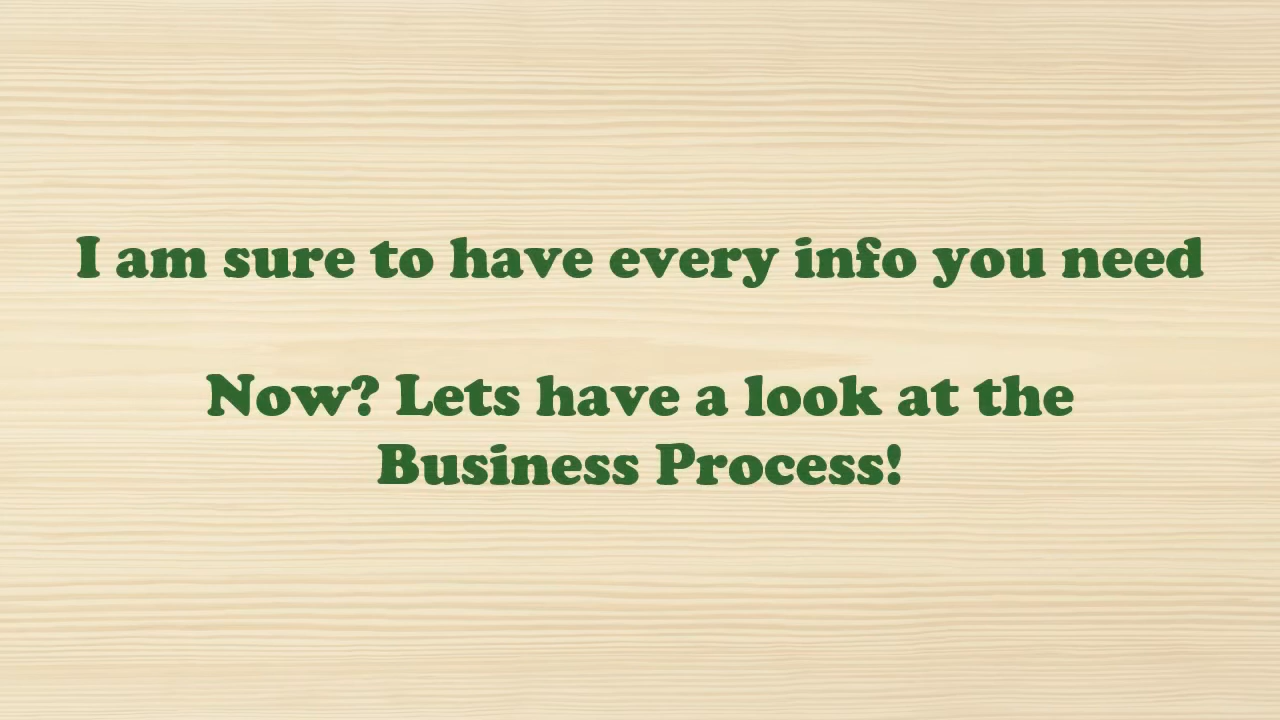 I am sure to have every info you need
Now? Lets have a look at the
Business Process!